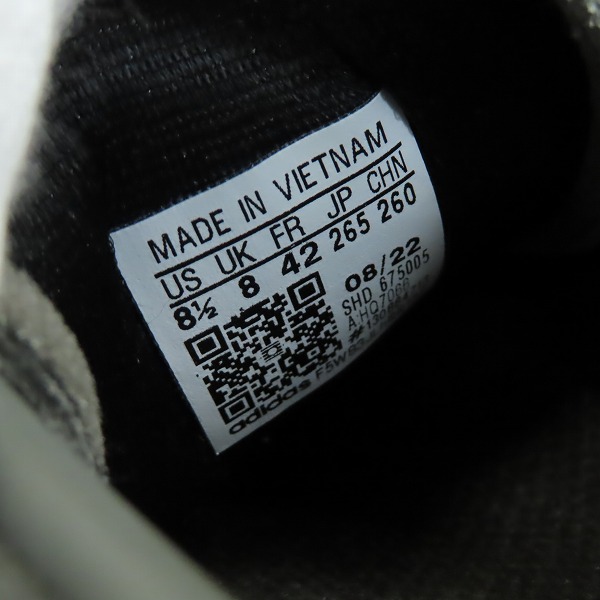 MADE IN VIETNAM
US UK FR JP CHN
8½ 8 42 265 260
08/22
SHD 675005
adidas